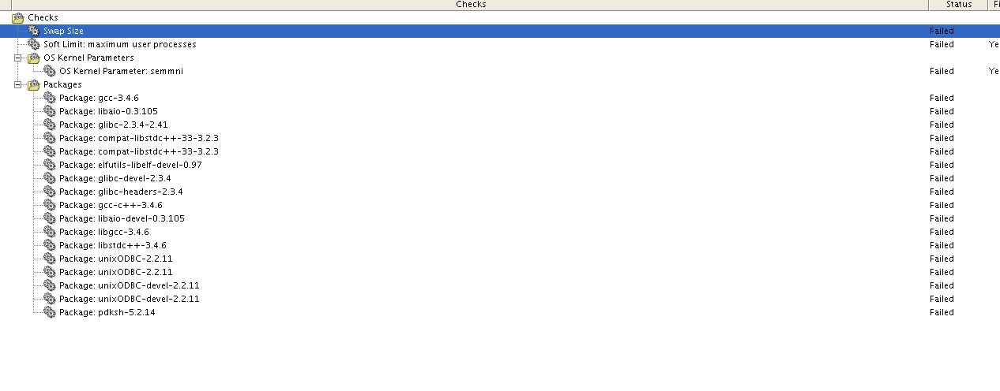 Checks Status Fi
Checks
Swap Size Failed
Soft Limit: maximum user processes Failed Ye
OS Kernel Parameters
OS Kernel Parameter: semmni Failed Ye
Packages
Package: gcc-3.4.6 Failed
Package: libaio-0.3.105 Failed
Package: glibc-2.3.4-2.41 Failed
Package: compat-libstdc++-33-3.2.3 Failed
Package: compat-libstdc++-33-3.2.3 Failed
Package: elfutils-libelf-devel-0.97 Failed
Package: glibc-devel-2.3.4 Failed
Package: glibc-headers-2.3.4 Failed
Package: gcc-c++-3.4.6 Failed
Package: libaio-devel-0.3.105 Failed
Package: libgcc-3.4.6 Failed
Package: libstdc++-3.4.6 Failed
Package: unixODBC-2.2.11 Failed
Package: unixODBC-2.2.11 Failed
Package: unixODBC-devel-2.2.11 Failed
Package: unixODBC-devel-2.2.11 Failed
Package: pdksh-5.2.14 Failed